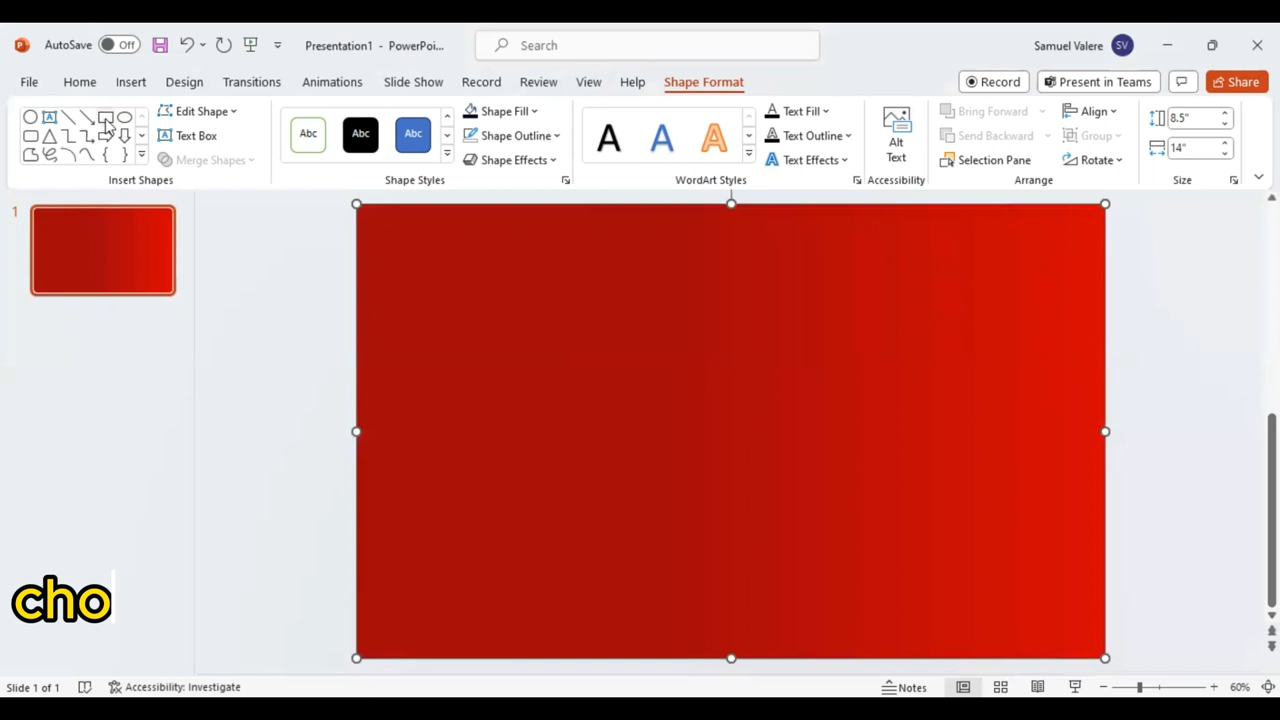 AutoSave Off Presentation1 - PowerPoi... Search Samuel Valere SV
File Home Insert Design Transitions Animations Slide Show Record Review View Help Shape Format Record Present in Teams Share
Edit Shape
Text Box
Merge Shapes
Insert Shapes
Abc Abc Abc
Shape Fill
Shape Outline
Shape Effects
Shape Styles
A A A
Text Fill
Text Outline
Text Effects
WordArt Styles
Alt
Text
Accessibility
Bring Forward
Send Backward
Selection Pane
Align
Group
Rotate
Arrange
8.5"
14"
Size
1
cho
Slide 1 of 1 Accessibility: Investigate Notes 60%